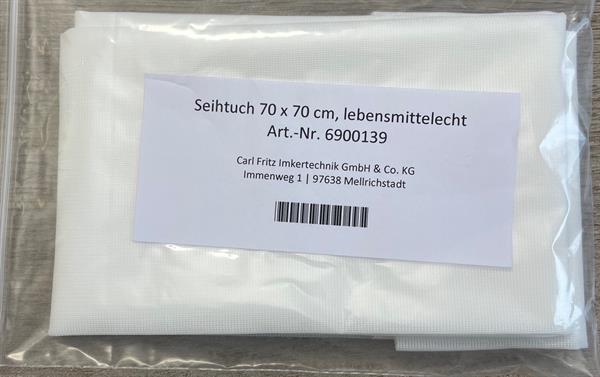 Seihtuch 70 x 70 cm, lebensmittelecht
Art.-Nr. 6900139
Carl Fritz Imkertechnik GmbH & Co. KG
Immenweg 1 | 97638 Mellrichstadt